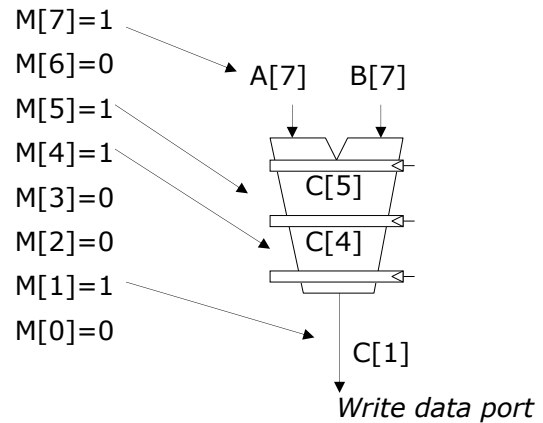 M[7]=1
M[6]=0
M[5]=1
M[4]=1
M[3]=0
M[2]=0
M[1]=1
M[0]=0
A[7] B[7]
C[5]
C[4]
C[1]
Write data port